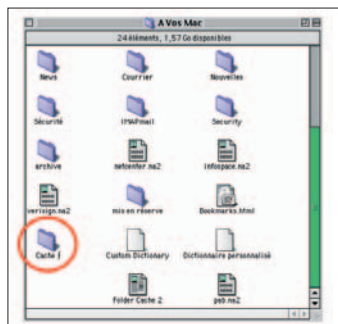 A Vos Mac
24 éléments, 1,57 Go disponibles
News Courrier Nouvelles
Sécurité IMAPmail Security
archive netcenter.na2 infospace.na2
verisign.na2 mis en réserve Bookmarks.html
Cache f Custom Dictionary Dictionnaire personnalisé
Folder Cache 2 pab.na2